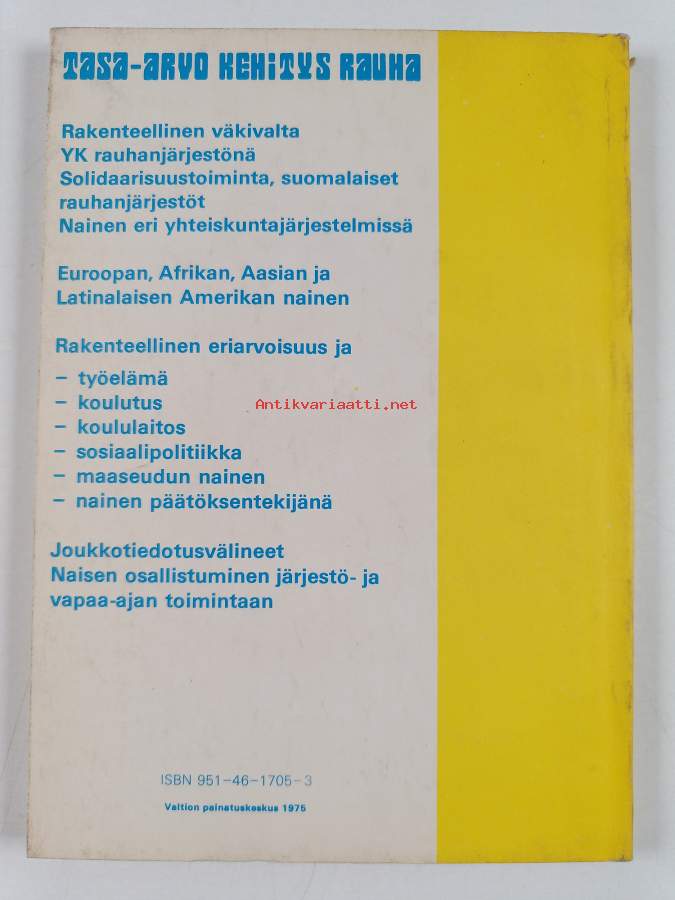 TASA-ARVO KEHITYS RAUHA
Rakenteellinen väkivalta
YK rauhanjärjestönä
Solidaarisuustoiminta, suomalaiset
rauhanjärjestöt
Nainen eri yhteiskuntajärjestelmissä
Euroopan, Afrikan, Aasian ja
Latinalaisen Amerikan nainen
Rakenteellinen eriarvoisuus ja
– työelämä
– koulutus
Antikvariaatti.net
– koululaitos
– sosiaalipolitiikka
– maaseudun nainen
– nainen päätöksentekijänä
Joukkotiedotusvälineet
Naisen osallistuminen järjestö- ja
vapaa-ajan toimintaan
ISBN 951-46-1705-3
Valtion painatuskeskus 1975